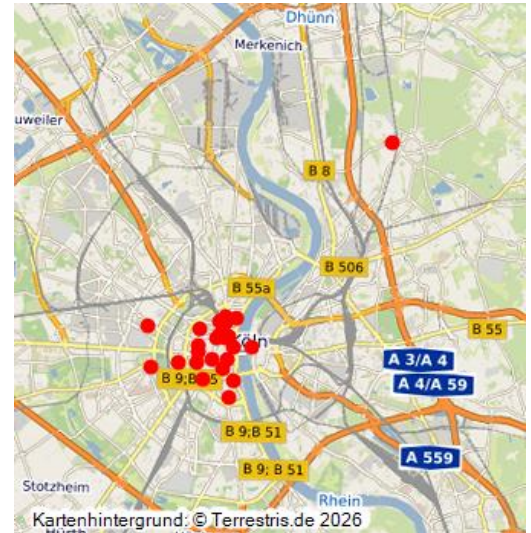 Dhünn
Merkenich
uweiler
B 8
B 506
B 55a
B 55
Köln
A 3/A 4
B 9;B 55
A 4/A 59
B 9;B 51
A 559
B 9; B 51
Stotzheim
Rhein
Kartenhintergrund: © Terrestris.de 2026
Hürth